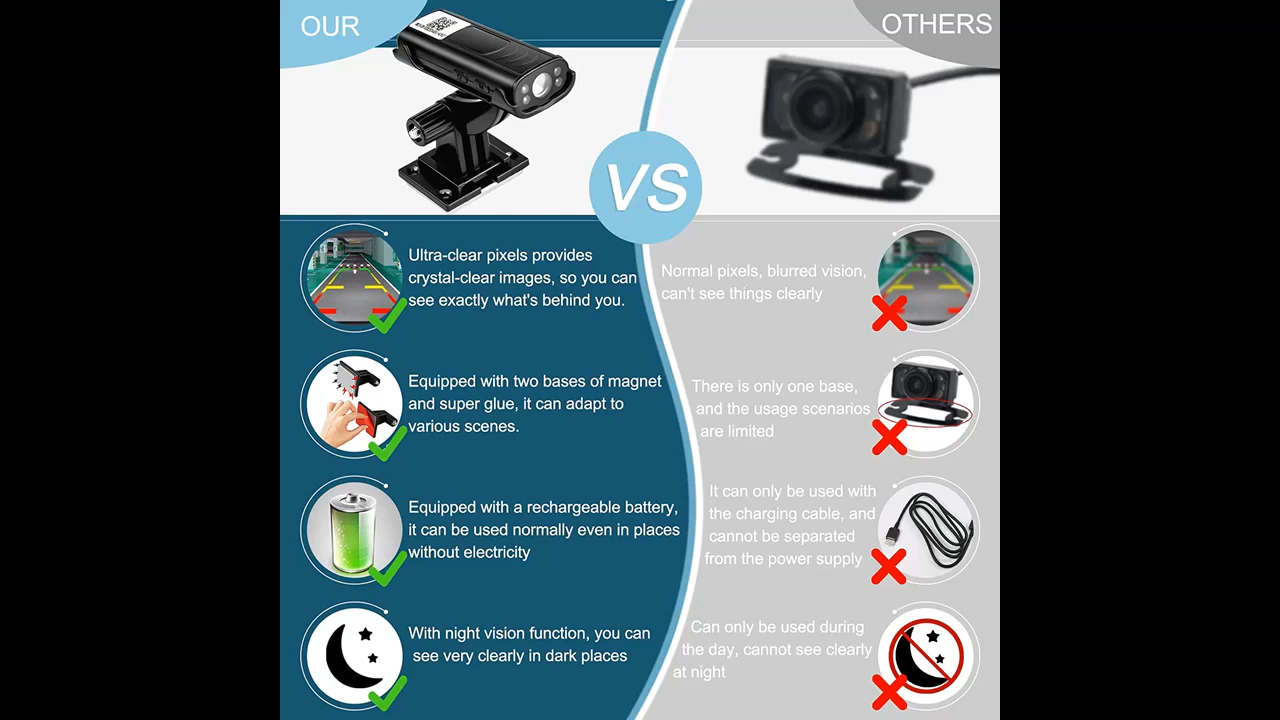 OUR
OTHERS
VS
Ultra-clear pixels provides
crystal-clear images, so you can
see exactly what's behind you.
Normal pixels, blurred vision,
can't see things clearly
Equipped with two bases of magnet
and super glue, it can adapt to
various scenes.
There is only one base,
and the usage scenarios
are limited
Equipped with a rechargeable battery,
it can be used normally even in places
without electricity
It can only be used with
the charging cable, and
cannot be separated
from the power supply
With night vision function, you can
see very clearly in dark places
Can only be used during
the day, cannot see clearly
at night